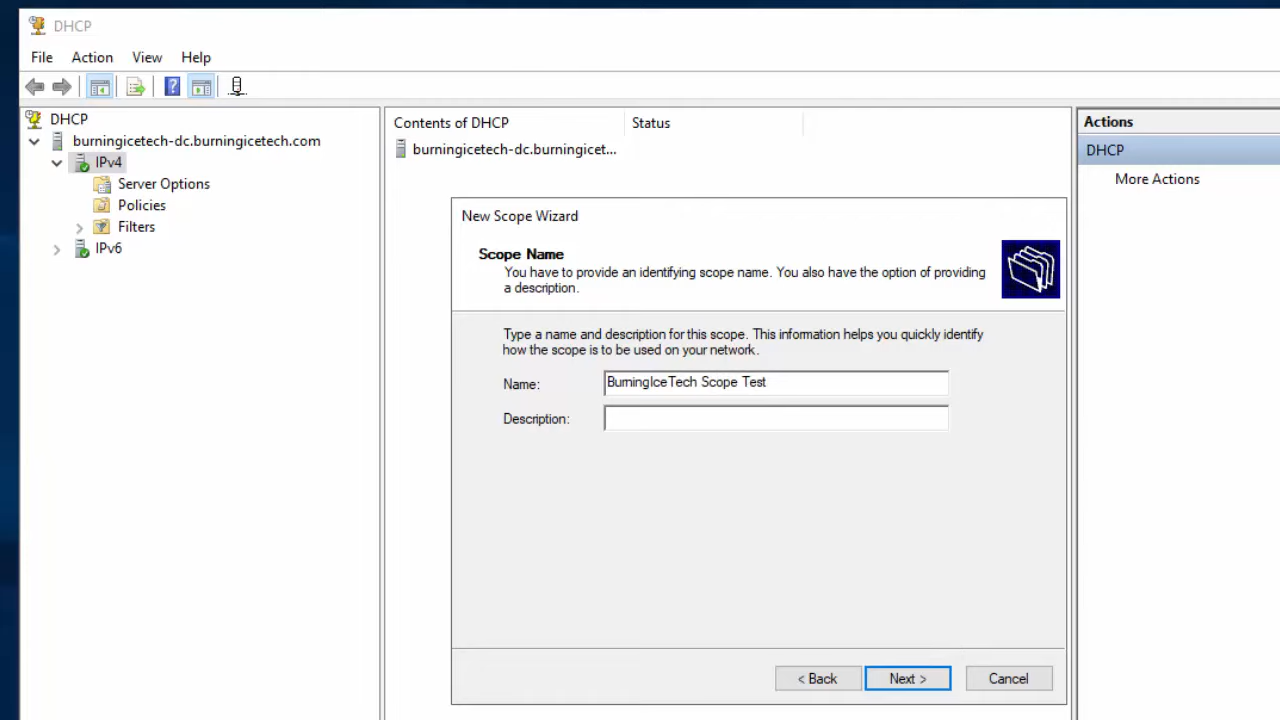 DHCP
File Action View Help
DHCP
burningicetech-dc.burningicetech.com
IPv4
Server Options
Policies
Filters
IPv6
Contents of DHCP Status
burningicetech-dc.burningicet...
New Scope Wizard
Scope Name
You have to provide an identifying scope name. You also have the option of providing
a description.
Type a name and description for this scope. This information helps you quickly identify
how the scope is to be used on your network.
Name: BurningIceTech Scope Test
Description:
< Back Next > Cancel
Actions
DHCP
More Actions